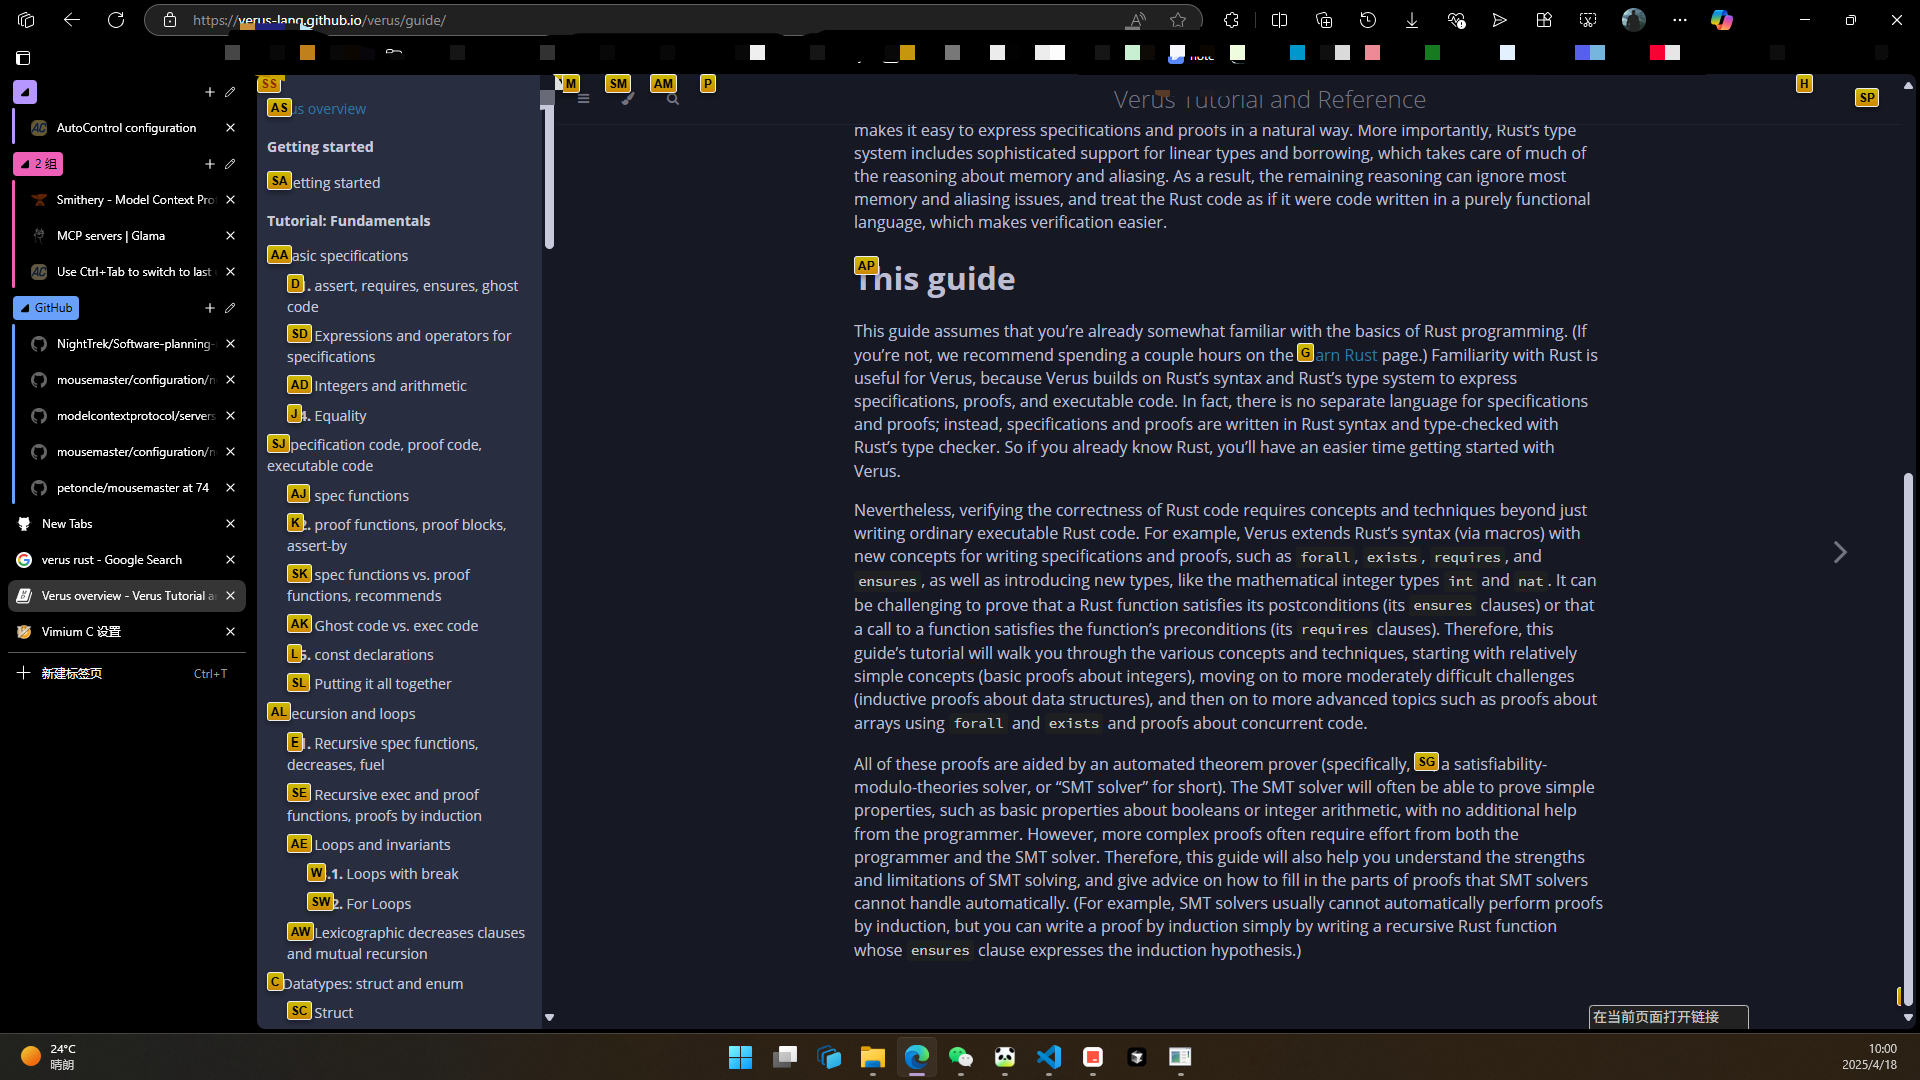 https://verus-lang.github.io/verus/guide/
note
AutoControl configuration
2 组
Smithery - Model Context Pro
MCP servers | Glama
Use Ctrl+Tab to switch to last
GitHub
NightTrek/Software-planning-
mousemaster/configuration/n
modelcontextprotocol/servers
mousemaster/configuration/n
petoncle/mousemaster at 74
New Tabs
verus rust - Google Search
Verus overview - Verus Tutorial a
Vimium C 设置
新建标签页 Ctrl+T
SS
AS us overview
Getting started
SA etting started
Tutorial: Fundamentals
AA asic specifications
D . assert, requires, ensures, ghost
code
SD Expressions and operators for
specifications
AD Integers and arithmetic
J 4. Equality
SJ pecification code, proof code,
executable code
AJ spec functions
K 2. proof functions, proof blocks,
assert-by
SK spec functions vs. proof
functions, recommends
AK Ghost code vs. exec code
L 5. const declarations
SL Putting it all together
AL ecursion and loops
E 1. Recursive spec functions,
decreases, fuel
SE Recursive exec and proof
functions, proofs by induction
AE Loops and invariants
W .1. Loops with break
SW 2. For Loops
AW Lexicographic decreases clauses
and mutual recursion
C Datatypes: struct and enum
SC Struct
M SM AM P H SP
Verus Tutorial and Reference
makes it easy to express specifications and proofs in a natural way. More importantly, Rust’s type
system includes sophisticated support for linear types and borrowing, which takes care of much of
the reasoning about memory and aliasing. As a result, the remaining reasoning can ignore most
memory and aliasing issues, and treat the Rust code as if it were code written in a purely functional
language, which makes verification easier.
AP
This guide
This guide assumes that you’re already somewhat familiar with the basics of Rust programming. (If
you’re not, we recommend spending a couple hours on the G arn Rust page.) Familiarity with Rust is
useful for Verus, because Verus builds on Rust’s syntax and Rust’s type system to express
specifications, proofs, and executable code. In fact, there is no separate language for specifications
and proofs; instead, specifications and proofs are written in Rust syntax and type-checked with
Rust’s type checker. So if you already know Rust, you’ll have an easier time getting started with
Verus.
Nevertheless, verifying the correctness of Rust code requires concepts and techniques beyond just
writing ordinary executable Rust code. For example, Verus extends Rust’s syntax (via macros) with
new concepts for writing specifications and proofs, such as forall, exists, requires, and
ensures, as well as introducing new types, like the mathematical integer types int and nat. It can
be challenging to prove that a Rust function satisfies its postconditions (its ensures clauses) or that
a call to a function satisfies the function’s preconditions (its requires clauses). Therefore, this
guide’s tutorial will walk you through the various concepts and techniques, starting with relatively
simple concepts (basic proofs about integers), moving on to more moderately difficult challenges
(inductive proofs about data structures), and then on to more advanced topics such as proofs about
arrays using forall and exists and proofs about concurrent code.
All of these proofs are aided by an automated theorem prover (specifically, SG a satisfiability-
modulo-theories solver, or “SMT solver” for short). The SMT solver will often be able to prove simple
properties, such as basic properties about booleans or integer arithmetic, with no additional help
from the programmer. However, more complex proofs often require effort from both the
programmer and the SMT solver. Therefore, this guide will also help you understand the strengths
and limitations of SMT solving, and give advice on how to fill in the parts of proofs that SMT solvers
cannot handle automatically. (For example, SMT solvers usually cannot automatically perform proofs
by induction, but you can write a proof by induction simply by writing a recursive Rust function
whose ensures clause expresses the induction hypothesis.)
在当前页面打开链接
24°C
晴朗
10:00
2025/4/18